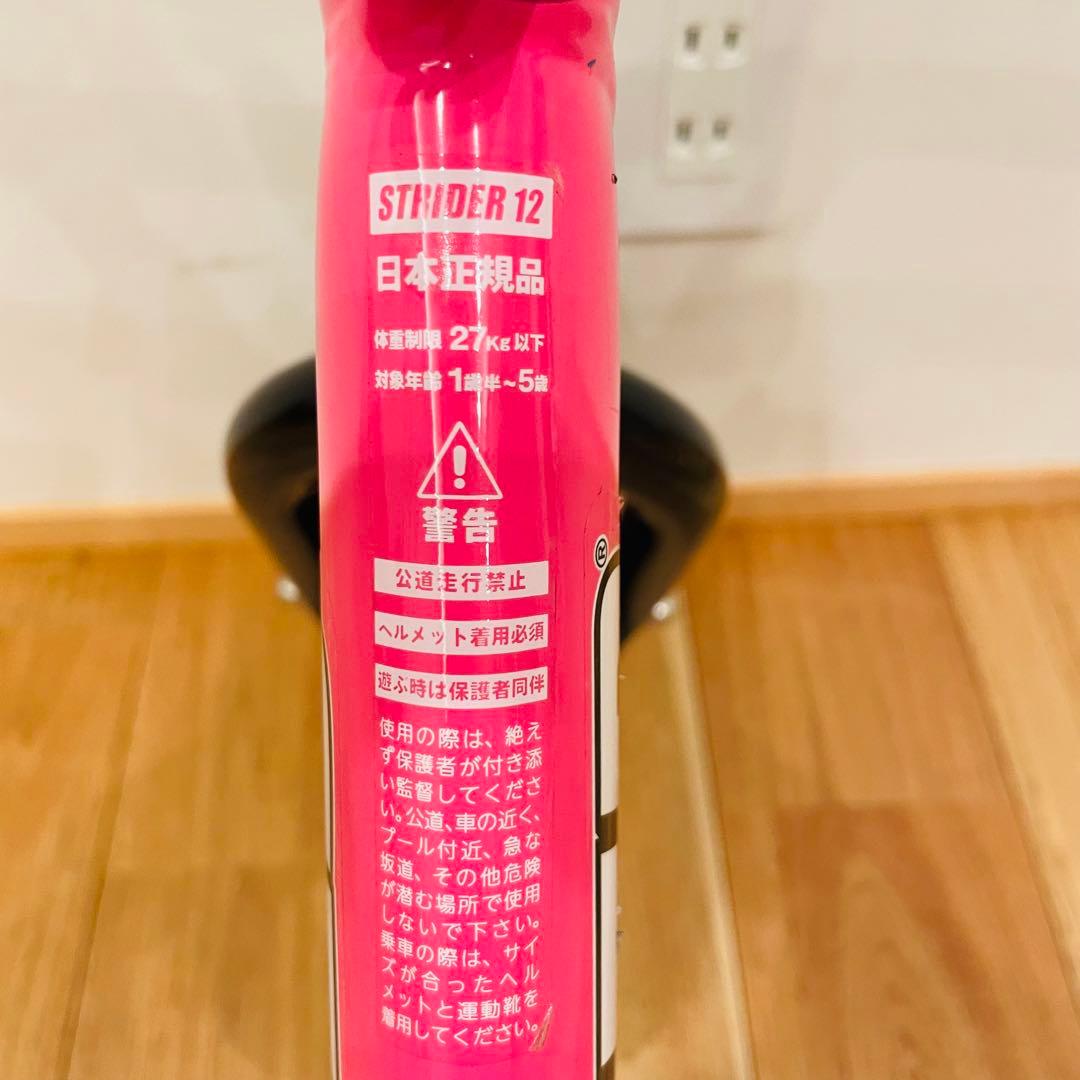 STRIDER 12
日本正規品
体重制限 27Kg以下
対象年齢 1歳半~5歳
警告
公道走行禁止
ヘルメット着用必須
遊ぶ時は保護者同伴
使用の際は、絶え
ず保護者が付き添
い監督してくださ
い。公道、車の近く、
プール付近、急な
坂道、その他危険
が潜む場所で使用
しないで下さい。
乗車の際は、サイ
ズが合ったヘル
メットと運動靴を
着用してください。
®